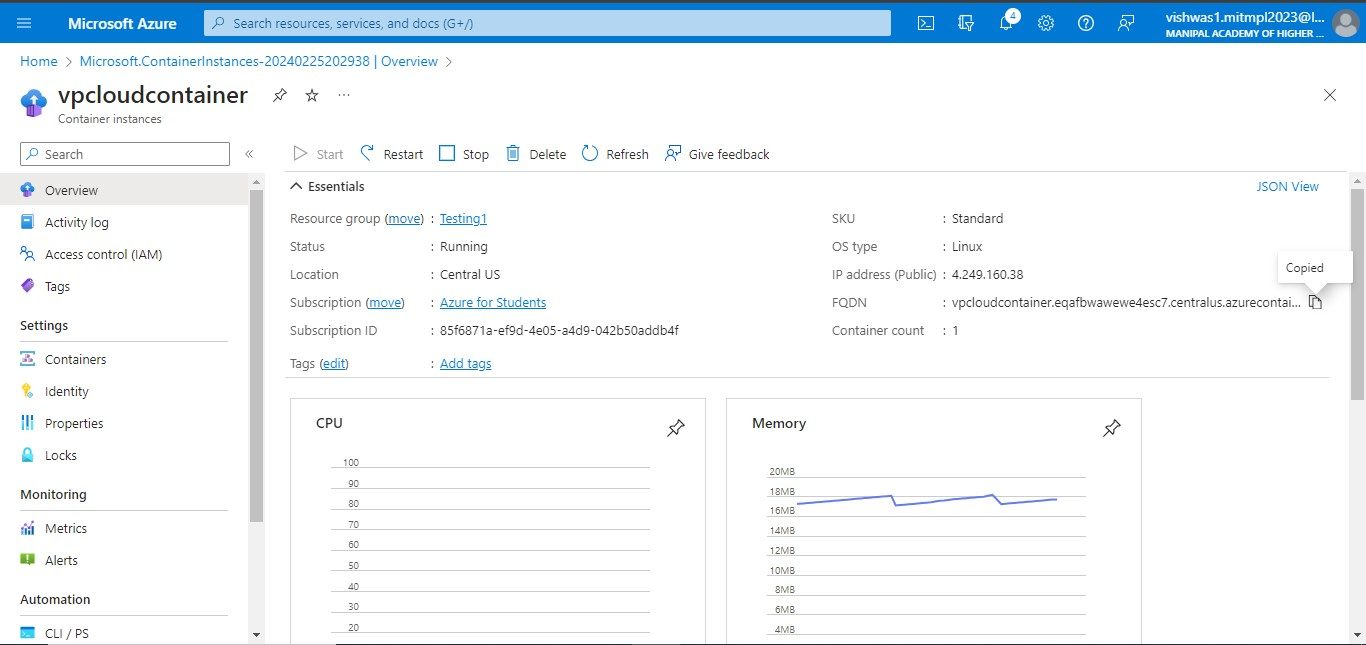 Microsoft Azure
Search resources, services, and docs (G+/)
4
vishwas1.mitmpl2023@l...
MANIPAL ACADEMY OF HIGHER ...
Home > Microsoft.ContainerInstances-20240225202938 | Overview >
vpcloudcontainer
Container instances
Search
Start Restart Stop Delete Refresh Give feedback
Overview
Activity log
Access control (IAM)
Tags
Settings
Containers
Identity
Properties
Locks
Monitoring
Metrics
Alerts
Automation
CLI / PS
Essentials
JSON View
Resource group (move) : Testing1
Status : Running
Location : Central US
Subscription (move) : Azure for Students
Subscription ID : 85f6871a-ef9d-4e05-a4d9-042b50addb4f
Tags (edit) : Add tags
SKU : Standard
OS type : Linux
IP address (Public) : 4.249.160.38
FQDN : vpcloudcontainer.eqafbwawewe4esc7.centralus.azurecontai...
Container count : 1
Copied
CPU
100
90
80
70
60
50
40
30
20
Memory
20MB
18MB
16MB
14MB
12MB
10MB
8MB
6MB
4MB